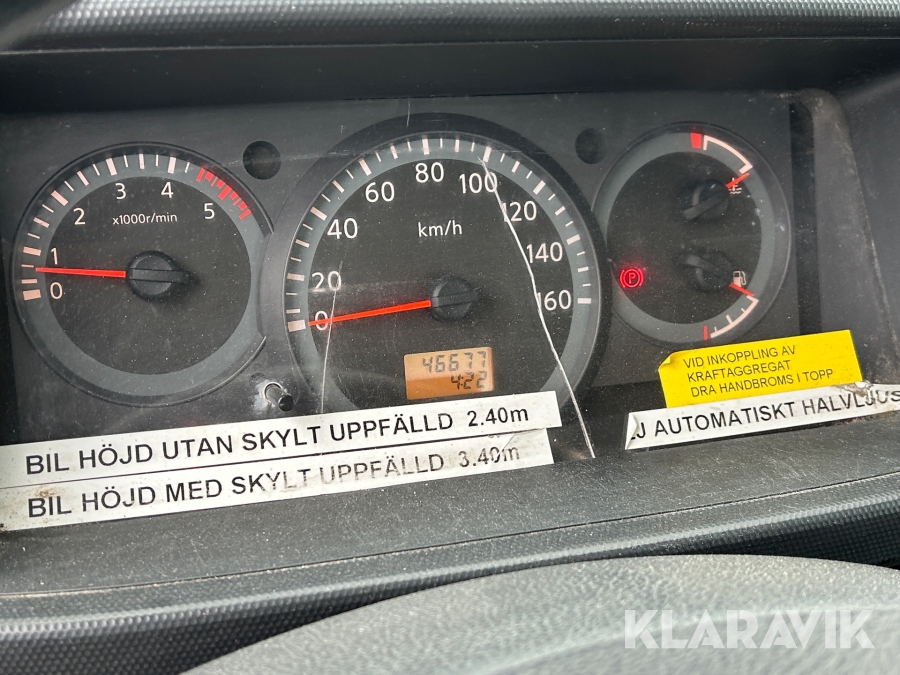 0
1
2
3
4
5
x1000r/min
0
20
40
60
80
100
120
140
160
km/h
46677
422
P
VID INKOPPLING AV
KRAFTAGGREGAT
DRA HANDBROMS I TOPP
EJ AUTOMATISKT HALVLJUS
BIL HÖJD UTAN SKYLT UPPFÄLLD 2.40m
BIL HÖJD MED SKYLT UPPFÄLLD 3.40m
KLARAVIK